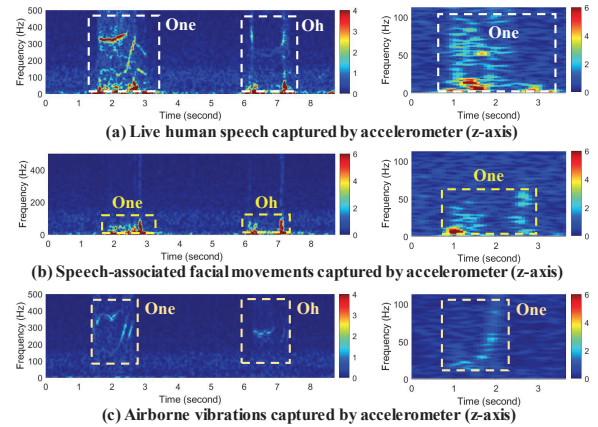 Frequency (Hz)
500
400
300
200
100
0
One
Oh
0 1 2 3 4 5 6 7 8
Time (second)
4
3
2
1
0
Frequency (Hz)
100
50
0
One
0 1 2 3
Time (second)
6
4
2
0
(a) Live human speech captured by accelerometer (z-axis)
Frequency (Hz)
500
400
300
200
100
0
One
Oh
0 1 2 3 4 5 6 7 8
Time (second)
6
4
2
0
Frequency (Hz)
100
50
0
One
0 1 2 3
Time (second)
6
4
2
0
(b) Speech-associated facial movements captured by accelerometer (z-axis)
Frequency (Hz)
500
400
300
200
100
0
One
Oh
0 1 2 3 4 5 6 7 8
Time (second)
4
3
2
1
0
Frequency (Hz)
100
50
0
One
0 1 2 3
Time (second)
6
4
2
0
(c) Airborne vibrations captured by accelerometer (z-axis)